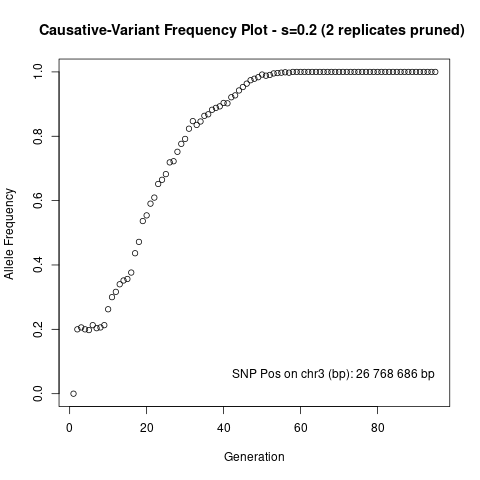 Causative-Variant Frequency Plot - s=0.2 (2 replicates pruned)
Allele Frequency
1.0
0.8
0.6
0.4
0.2
0.0
SNP Pos on chr3 (bp): 26 768 686 bp
0 20 40 60 80
Generation